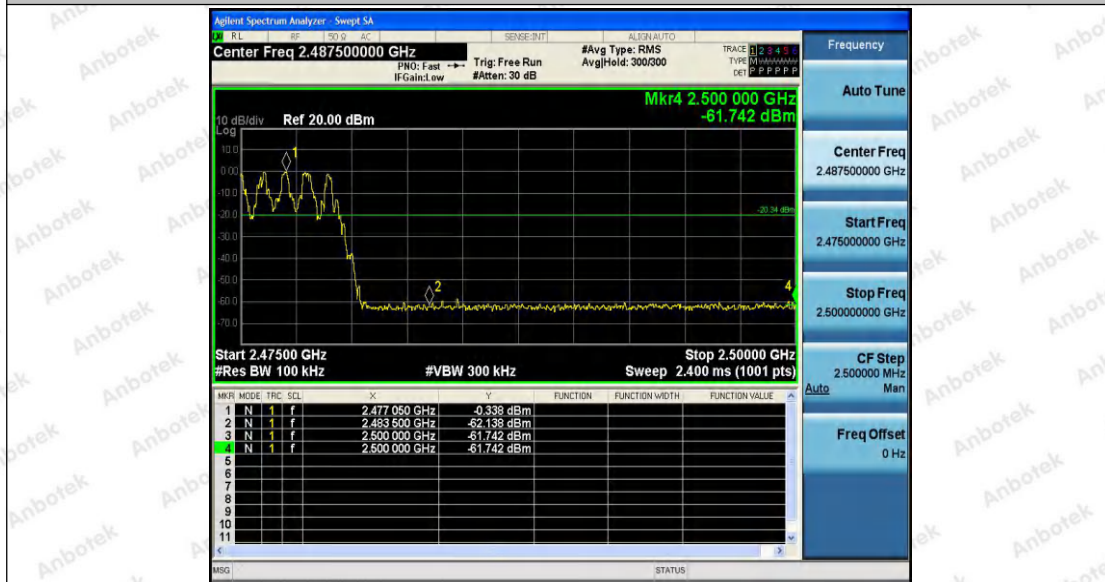 Agilent Spectrum Analyzer - Swept SA
RL RF 50 Ω AC SENSE:INT ALIGN AUTO
Center Freq 2.487500000 GHz
PNO: Fast
IFGain:Low
Trig: Free Run
#Atten: 30 dB
#Avg Type: RMS
Avg|Hold: 300/300
TRACE 1 2 3 4 5 6
TYPE M
DET P P P P P P
Mkr4 2.500 000 GHz
-61.742 dBm
10 dB/div Ref 20.00 dBm
Log
10.0
0.00
-10.0
-20.0
-30.0
-40.0
-50.0
-60.0
-70.0
1
-20.34 dBm
2
4
Start 2.47500 GHz Stop 2.50000 GHz
#Res BW 100 kHz #VBW 300 kHz Sweep 2.400 ms (1001 pts)
MKR MODE TRC SCL X Y FUNCTION FUNCTION WIDTH FUNCTION VALUE
1 N 1 f 2.477 050 GHz -0.338 dBm
2 N 1 f 2.483 500 GHz -62.138 dBm
3 N 1 f 2.500 000 GHz -61.742 dBm
4 N 1 f 2.500 000 GHz -61.742 dBm
5
6
7
8
9
10
11
MSG STATUS
Frequency
Auto Tune
Center Freq
2.487500000 GHz
Start Freq
2.475000000 GHz
Stop Freq
2.500000000 GHz
CF Step
2.500000 MHz
Auto Man
Freq Offset
0 Hz
Anbotek